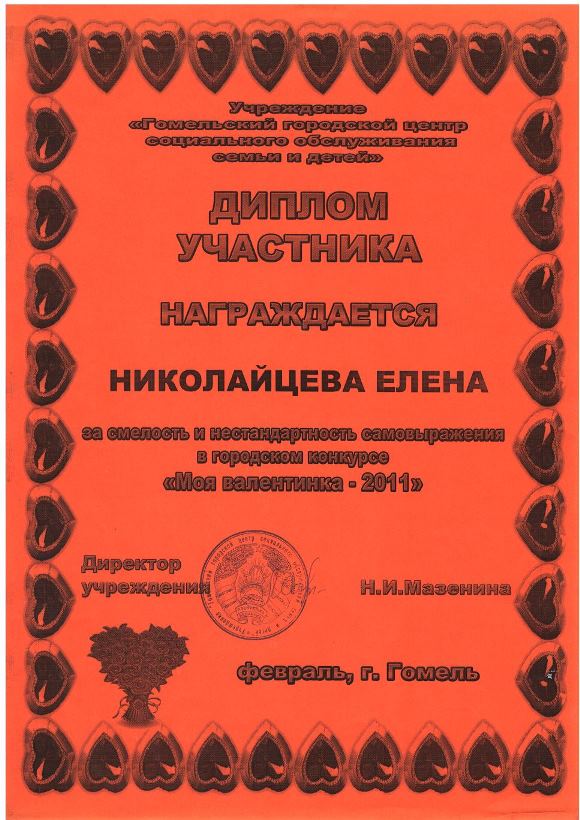 Учреждение
«Гомельский городской центр
социального обслуживания
семьи и детей»
ДИПЛОМ
УЧАСТНИКА
НАГРАЖДАЕТСЯ
НИКОЛАЙЦЕВА ЕЛЕНА
за смелость и нестандартность самовыражения
в городском конкурсе
«Моя валентинка - 2011»
Директор
учреждения
Н.И.Мазенина
февраль, г. Гомель